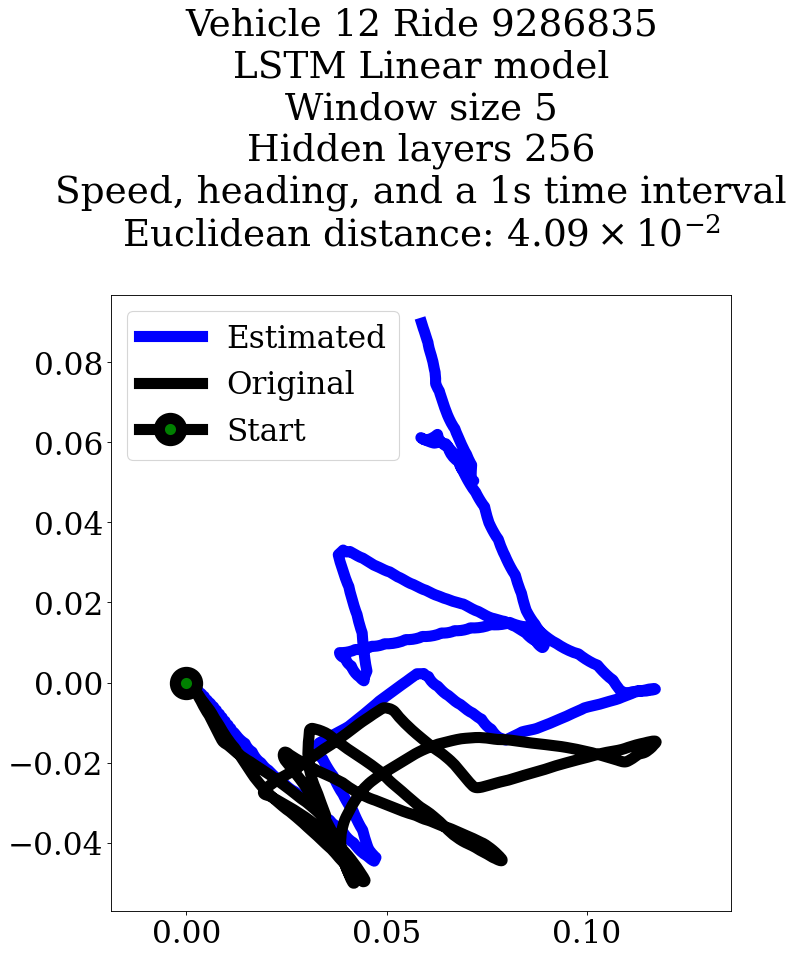 Vehicle 12 Ride 9286835
LSTM Linear model
Window size 5
Hidden layers 256
Speed, heading, and a 1s time interval
Euclidean distance: 4.09 × 10⁻²
Estimated
Original
Start
0.08
0.06
0.04
0.02
0.00
−0.02
−0.04
0.00 0.05 0.10